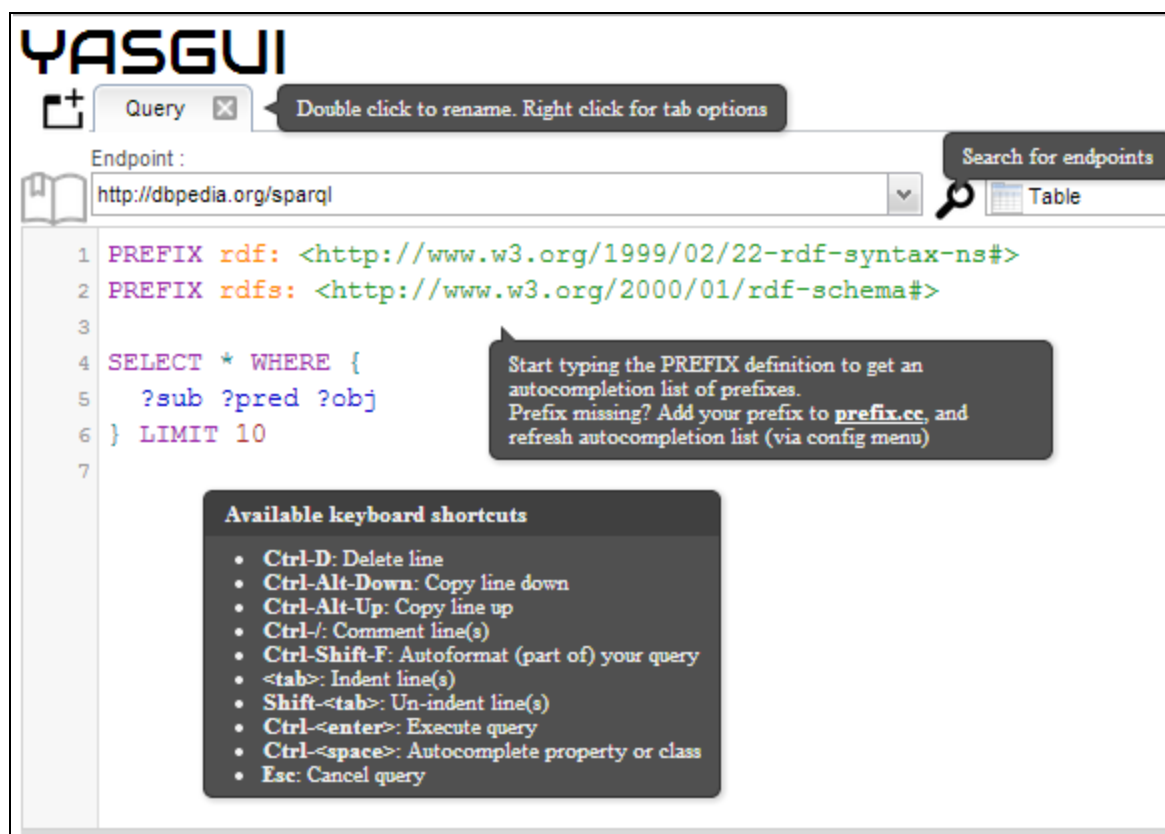 YASGUI
Query
Double click to rename. Right click for tab options
Endpoint :
Search for endpoints
http://dbpedia.org/sparql
Table
1 PREFIX rdf: <http://www.w3.org/1999/02/22-rdf-syntax-ns#>
2 PREFIX rdfs: <http://www.w3.org/2000/01/rdf-schema#>
3
4 SELECT * WHERE {
5 ?sub ?pred ?obj
6 } LIMIT 10
7
Start typing the PREFIX definition to get an
autocompletion list of prefixes.
Prefix missing? Add your prefix to prefix.cc, and
refresh autocompletion list (via config menu)
Available keyboard shortcuts
• Ctrl-D: Delete line
• Ctrl-Alt-Down: Copy line down
• Ctrl-Alt-Up: Copy line up
• Ctrl-/: Comment line(s)
• Ctrl-Shift-F: Autoformat (part of) your query
• <tab>: Indent line(s)
• Shift-<tab>: Un-indent line(s)
• Ctrl-<enter>: Execute query
• Ctrl-<space>: Autocomplete property or class
• Esc: Cancel query